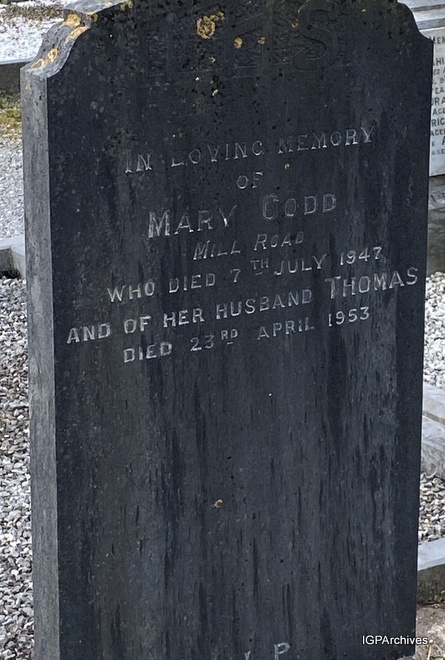 IHS
IN LOVING MEMORY
OF
MARY CODD
MILL ROAD
WHO DIED 7TH JULY 1947
AND OF HER HUSBAND THOMAS
DIED 23RD APRIL 1953
I.P
IGPArchives